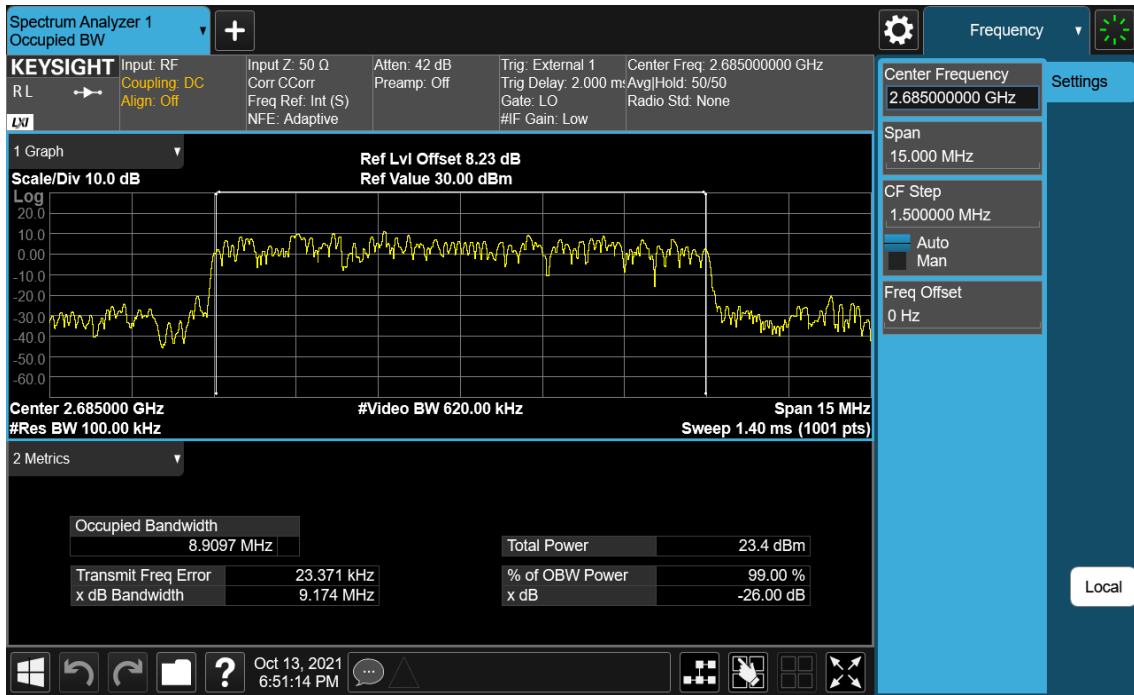 Spectrum Analyzer 1
Occupied BW
Frequency
KEYSIGHT
RL
LXI
Input: RF
Coupling: DC
Align: Off
Input Z: 50 Ω
Corr CCorr
Freq Ref: Int (S)
NFE: Adaptive
Atten: 42 dB
Preamp: Off
Trig: External 1
Trig Delay: 2.000 ms
Gate: LO
#IF Gain: Low
Center Freq: 2.685000000 GHz
Avg|Hold: 50/50
Radio Std: None
Center Frequency
2.685000000 GHz
Settings
Span
15.000 MHz
CF Step
1.500000 MHz
Auto
Man
Freq Offset
0 Hz
Local
1 Graph
Scale/Div 10.0 dB
Ref Lvl Offset 8.23 dB
Ref Value 30.00 dBm
Log
20.0
10.0
0.00
-10.0
-20.0
-30.0
-40.0
-50.0
-60.0
Center 2.685000 GHz
#Video BW 620.00 kHz
Span 15 MHz
#Res BW 100.00 kHz
Sweep 1.40 ms (1001 pts)
2 Metrics
Occupied Bandwidth
8.9097 MHz
Total Power 23.4 dBm
Transmit Freq Error 23.371 kHz
% of OBW Power 99.00 %
x dB Bandwidth 9.174 MHz
x dB -26.00 dB
?
Oct 13, 2021
6:51:14 PM